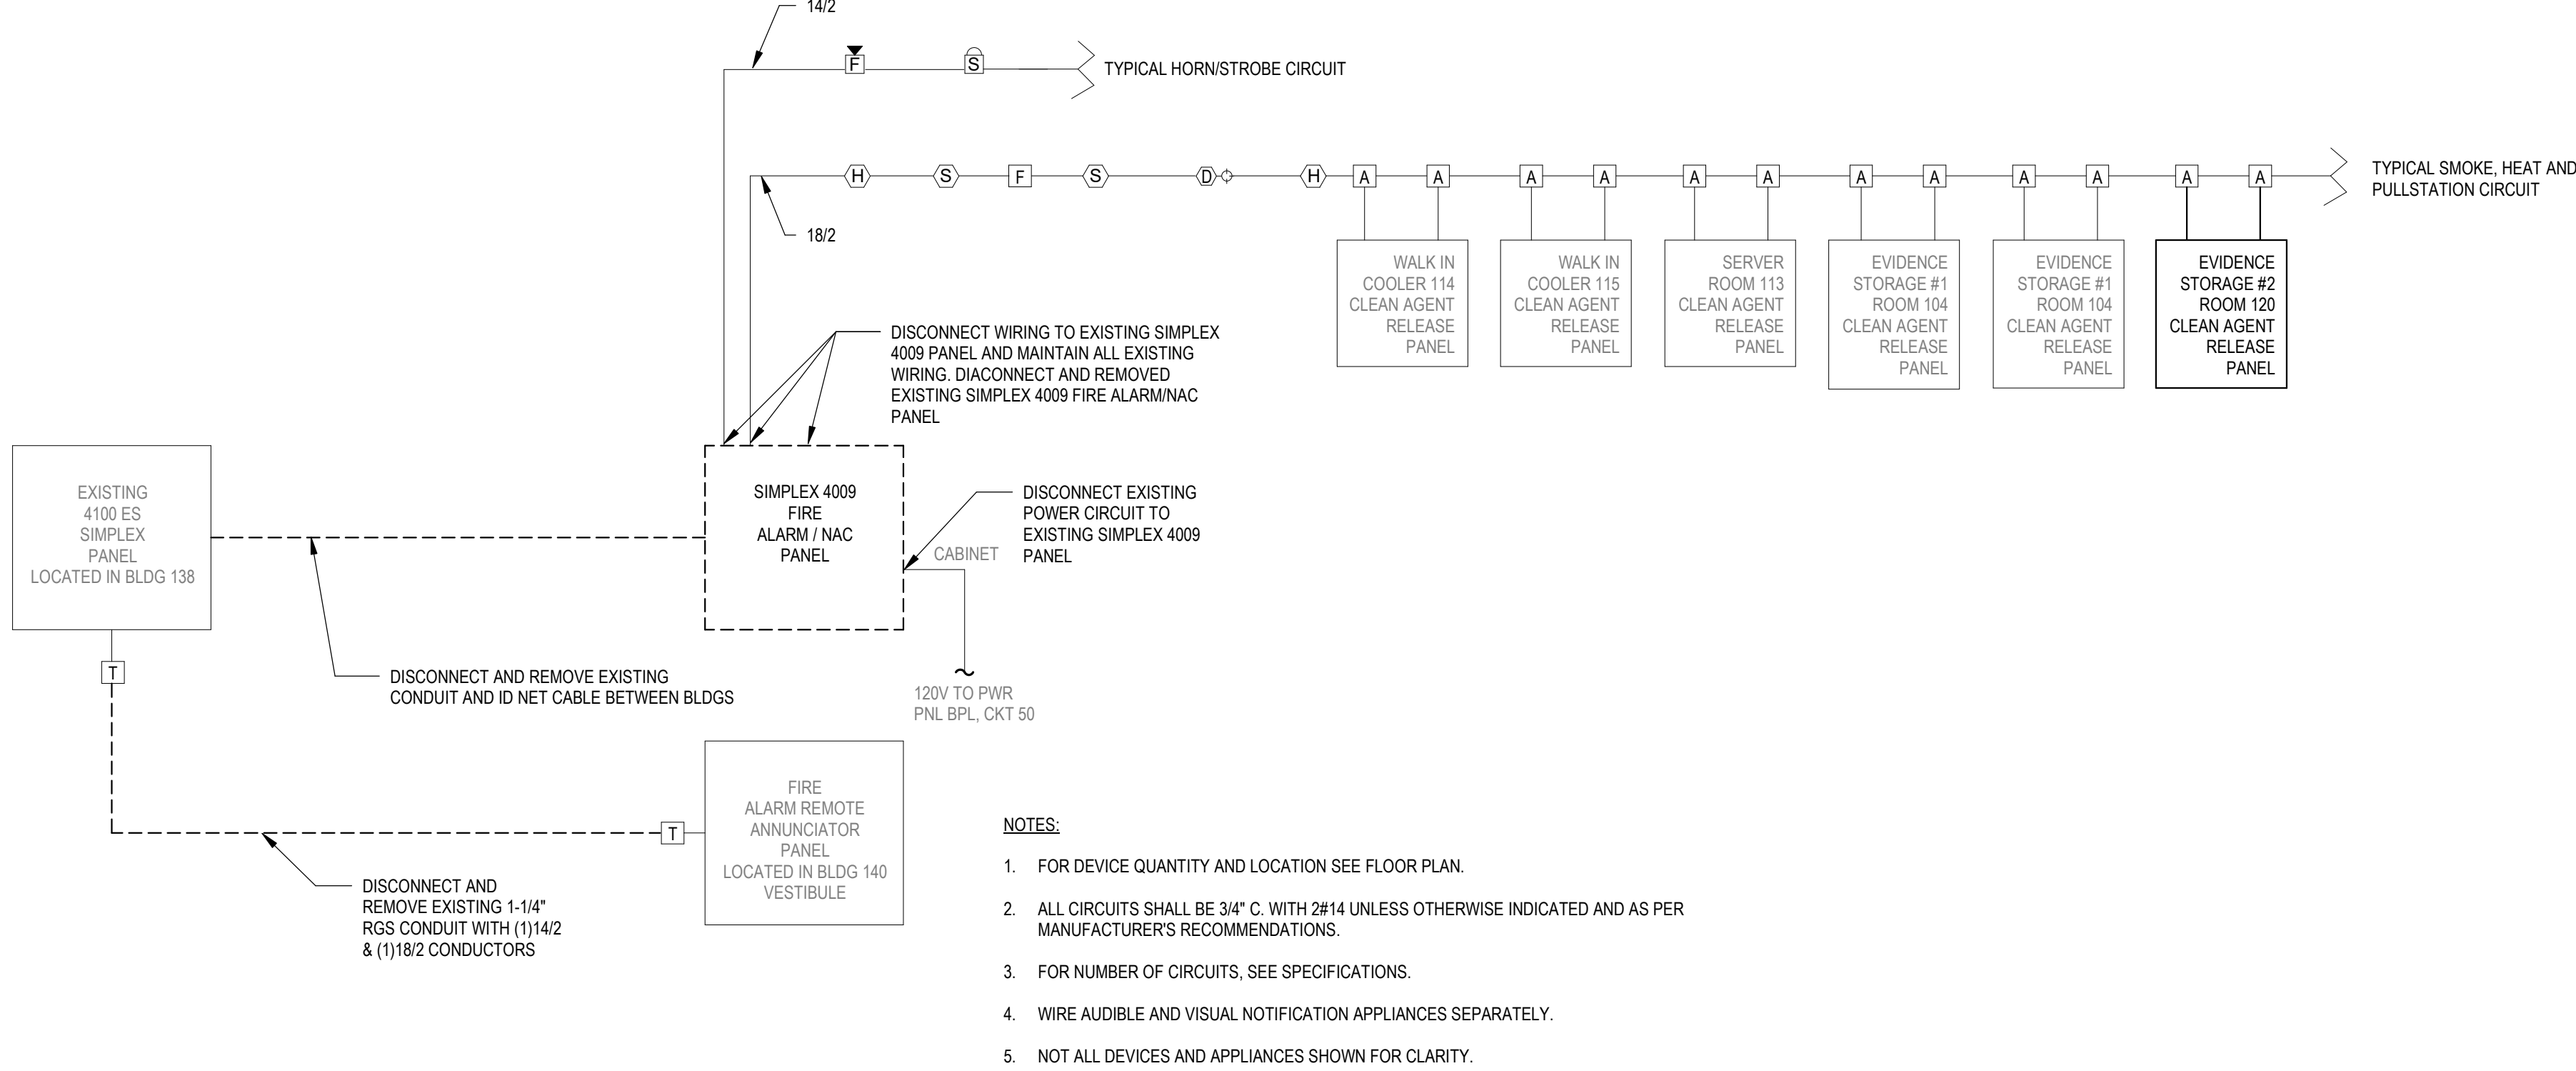 14/2
F
S
TYPICAL HORN/STROBE CIRCUIT
H
S
F
S
D
H
A
A
A
A
A
A
A
A
A
A
A
A
TYPICAL SMOKE, HEAT AND
PULLSTATION CIRCUIT
18/2
WALK IN
COOLER 114
CLEAN AGENT
RELEASE
PANEL
WALK IN
COOLER 115
CLEAN AGENT
RELEASE
PANEL
SERVER
ROOM 113
CLEAN AGENT
RELEASE
PANEL
EVIDENCE
STORAGE #1
ROOM 104
CLEAN AGENT
RELEASE
PANEL
EVIDENCE
STORAGE #1
ROOM 104
CLEAN AGENT
RELEASE
PANEL
EVIDENCE
STORAGE #2
ROOM 120
CLEAN AGENT
RELEASE
PANEL
DISCONNECT WIRING TO EXISTING SIMPLEX
4009 PANEL AND MAINTAIN ALL EXISTING
WIRING. DIACONNECT AND REMOVED
EXISTING SIMPLEX 4009 FIRE ALARM/NAC
PANEL
EXISTING
4100 ES
SIMPLEX
PANEL
LOCATED IN BLDG 138
SIMPLEX 4009
FIRE
ALARM / NAC
PANEL
DISCONNECT EXISTING
POWER CIRCUIT TO
EXISTING SIMPLEX 4009
PANEL
CABINET
T
DISCONNECT AND REMOVE EXISTING
CONDUIT AND ID NET CABLE BETWEEN BLDGS
120V TO PWR
PNL BPL, CKT 50
T
FIRE
ALARM REMOTE
ANNUNCIATOR
PANEL
LOCATED IN BLDG 140
VESTIBULE
DISCONNECT AND
REMOVE EXISTING 1-1/4"
RGS CONDUIT WITH (1)14/2
& (1)18/2 CONDUCTORS
NOTES:
1. FOR DEVICE QUANTITY AND LOCATION SEE FLOOR PLAN.
2. ALL CIRCUITS SHALL BE 3/4" C. WITH 2#14 UNLESS OTHERWISE INDICATED AND AS PER
MANUFACTURER'S RECOMMENDATIONS.
3. FOR NUMBER OF CIRCUITS, SEE SPECIFICATIONS.
4. WIRE AUDIBLE AND VISUAL NOTIFICATION APPLIANCES SEPARATELY.
5. NOT ALL DEVICES AND APPLIANCES SHOWN FOR CLARITY.